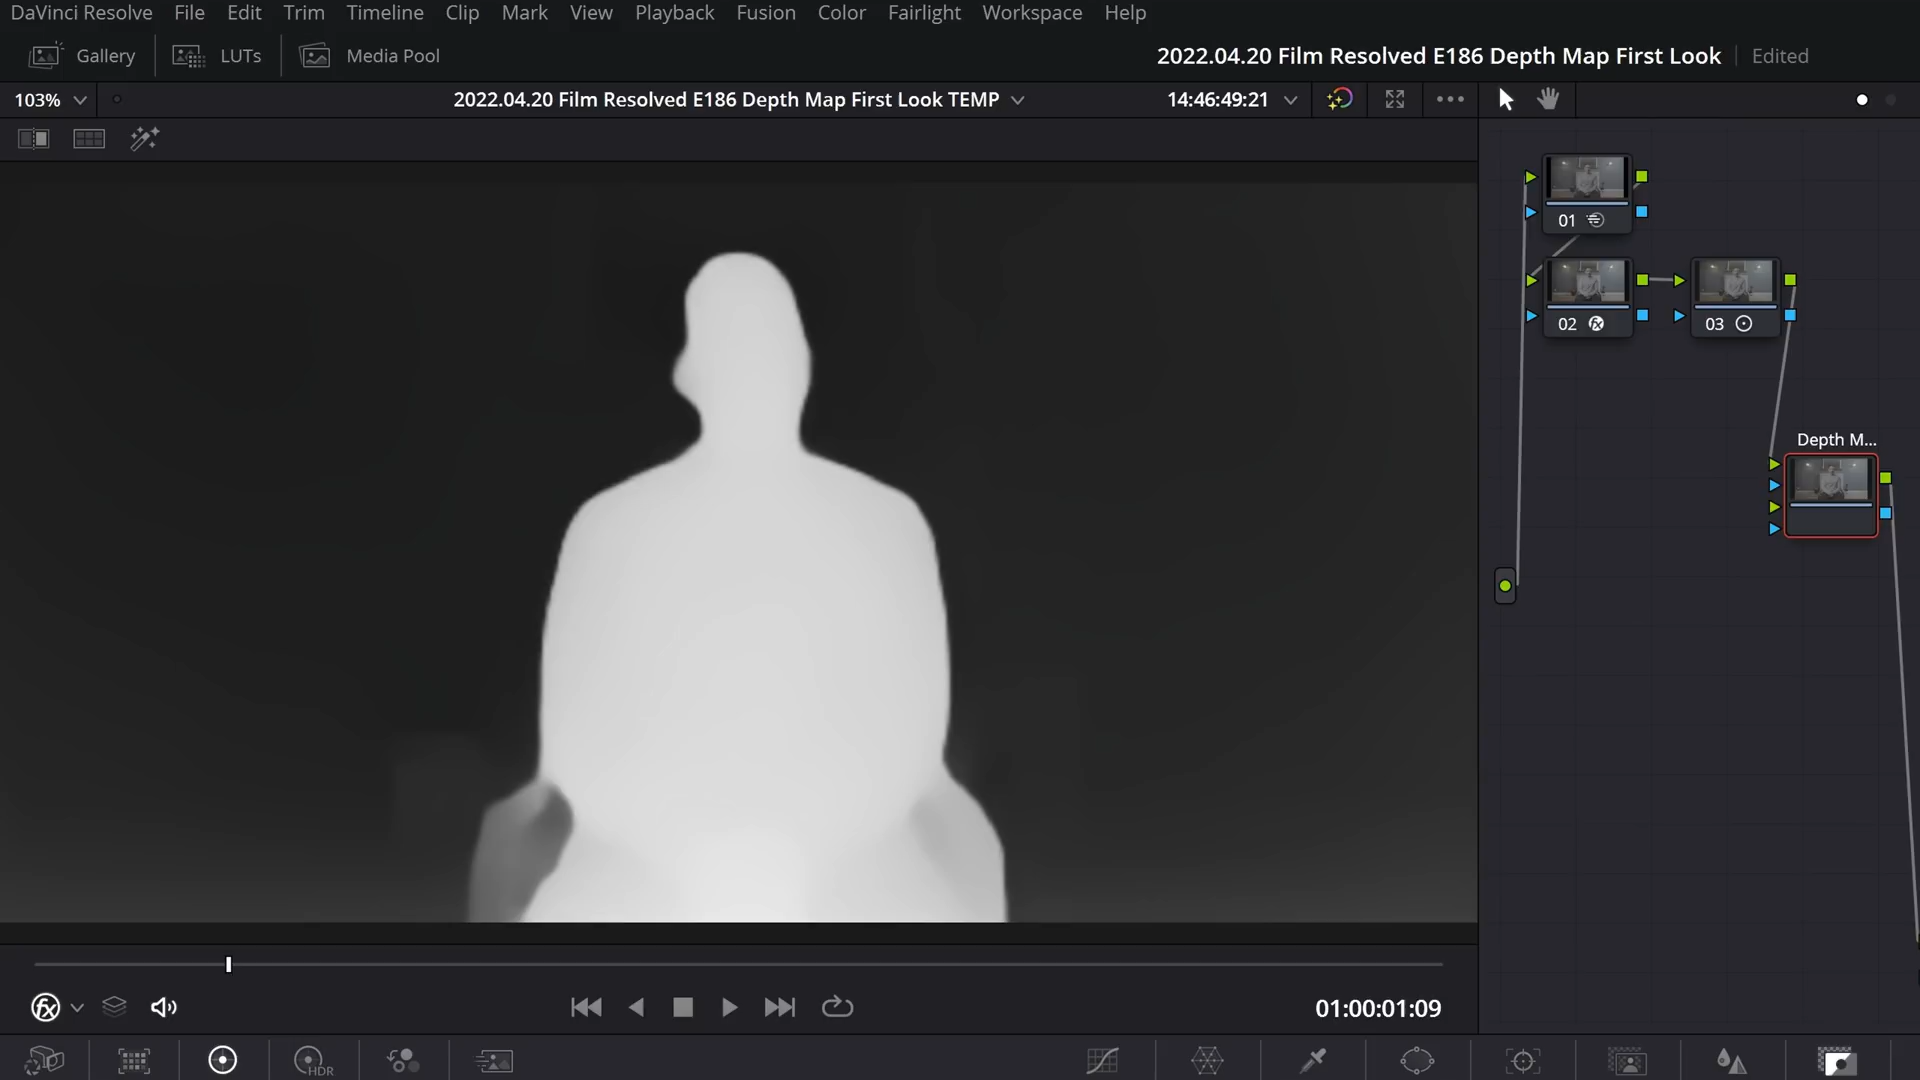 DaVinci Resolve File Edit Trim Timeline Clip Mark View Playback Fusion Color Fairlight Workspace Help
Gallery LUTs Media Pool 2022.04.20 Film Resolved E186 Depth Map First Look Edited
103% 2022.04.20 Film Resolved E186 Depth Map First Look TEMP 14:46:49:21
01
02 fx 03
Depth M...
fx 01:00:01:09
HDR